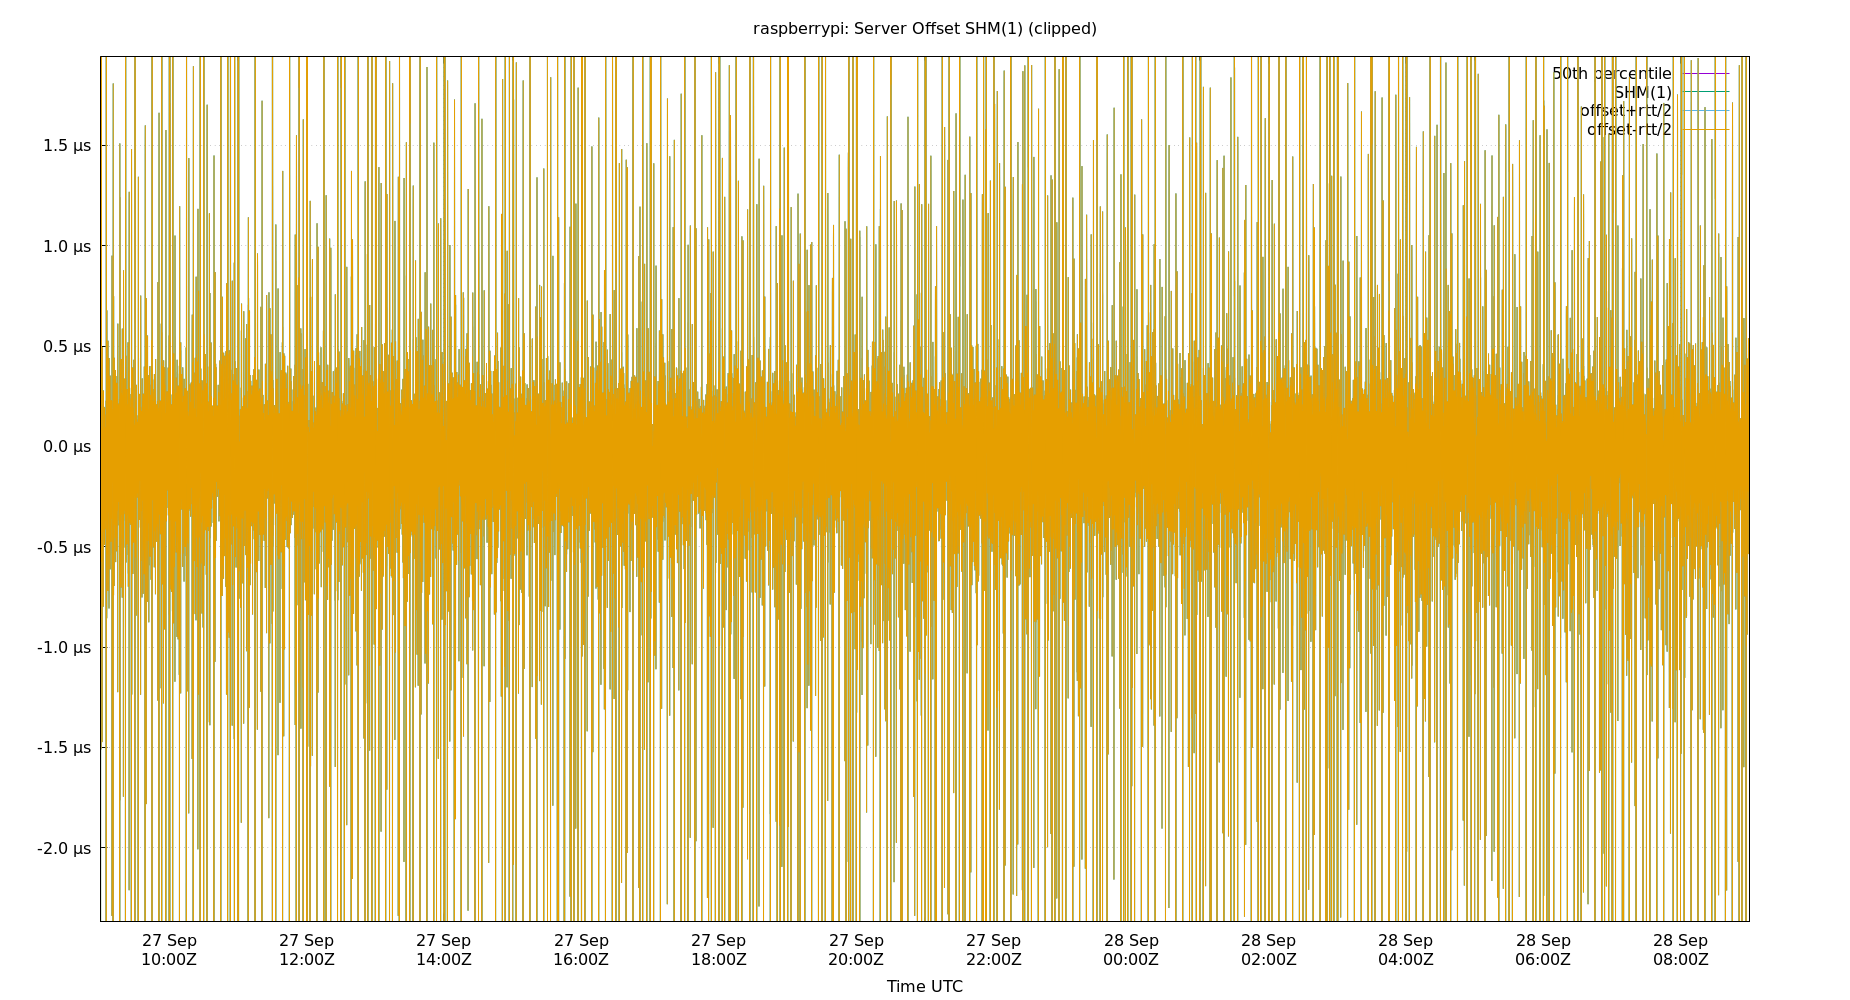 raspberrypi: Server Offset SHM(1) (clipped)
50th percentile
SHM(1)
offset+rtt/2
offset-rtt/2
1.5 µs
1.0 µs
0.5 µs
0.0 µs
-0.5 µs
-1.0 µs
-1.5 µs
-2.0 µs
27 Sep 27 Sep 27 Sep 27 Sep 27 Sep 27 Sep 27 Sep 28 Sep 28 Sep 28 Sep 28 Sep 28 Sep
10:00Z 12:00Z 14:00Z 16:00Z 18:00Z 20:00Z 22:00Z 00:00Z 02:00Z 04:00Z 06:00Z 08:00Z
Time UTC